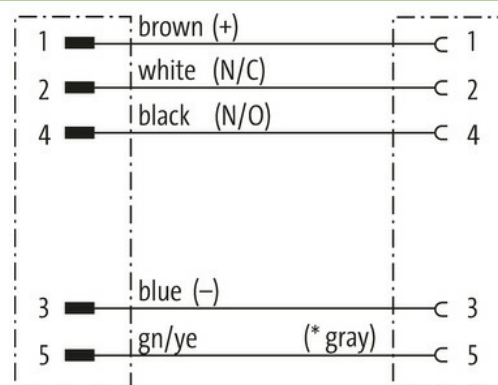 1 brown (+) 1
2 white (N/C) 2
4 black (N/O) 4
3 blue (–) 3
5 gn/ye (* gray) 5